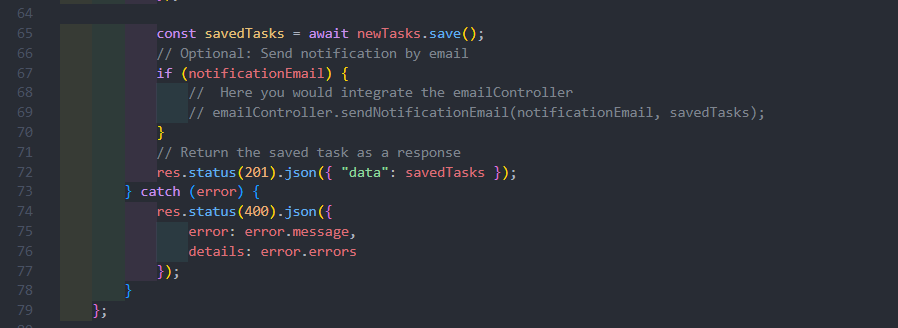 64
65 const savedTasks = await newTasks.save();
66 // Optional: Send notification by email
67 if (notificationEmail) {
68 //  Here you would integrate the emailController
69 // emailController.sendNotificationEmail(notificationEmail, savedTasks);
70 }
71 // Return the saved task as a response
72 res.status(201).json({ "data": savedTasks });
73 } catch (error) {
74 res.status(400).json({
75 error: error.message,
76 details: error.errors
77 });
78 }
79 };